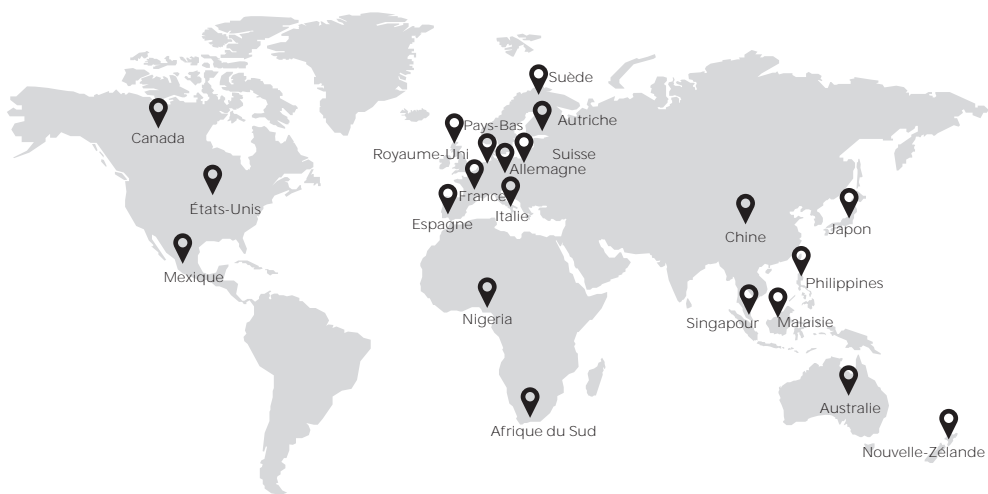 Suède
Autriche
Pays-Bas
Canada
Royaume-Uni
Suisse
Allemagne
France
États-Unis
Italie
Espagne
Chine
Japon
Mexique
Philippines
Nigeria
Singapour
Malaisie
Australie
Afrique du Sud
Nouvelle-Zélande